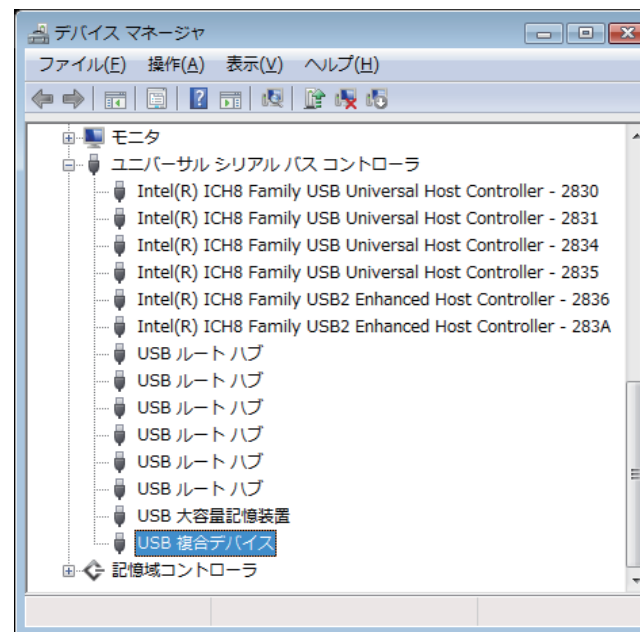 デバイス マネージャ
ファイル(F) 操作(A) 表示(V) ヘルプ(H)
モニタ
ユニバーサル シリアル バス コントローラ
Intel(R) ICH8 Family USB Universal Host Controller - 2830
Intel(R) ICH8 Family USB Universal Host Controller - 2831
Intel(R) ICH8 Family USB Universal Host Controller - 2834
Intel(R) ICH8 Family USB Universal Host Controller - 2835
Intel(R) ICH8 Family USB2 Enhanced Host Controller - 2836
Intel(R) ICH8 Family USB2 Enhanced Host Controller - 283A
USB ルート ハブ
USB ルート ハブ
USB ルート ハブ
USB ルート ハブ
USB ルート ハブ
USB ルート ハブ
USB 大容量記憶装置
USB 複合デバイス
記憶域コントローラ